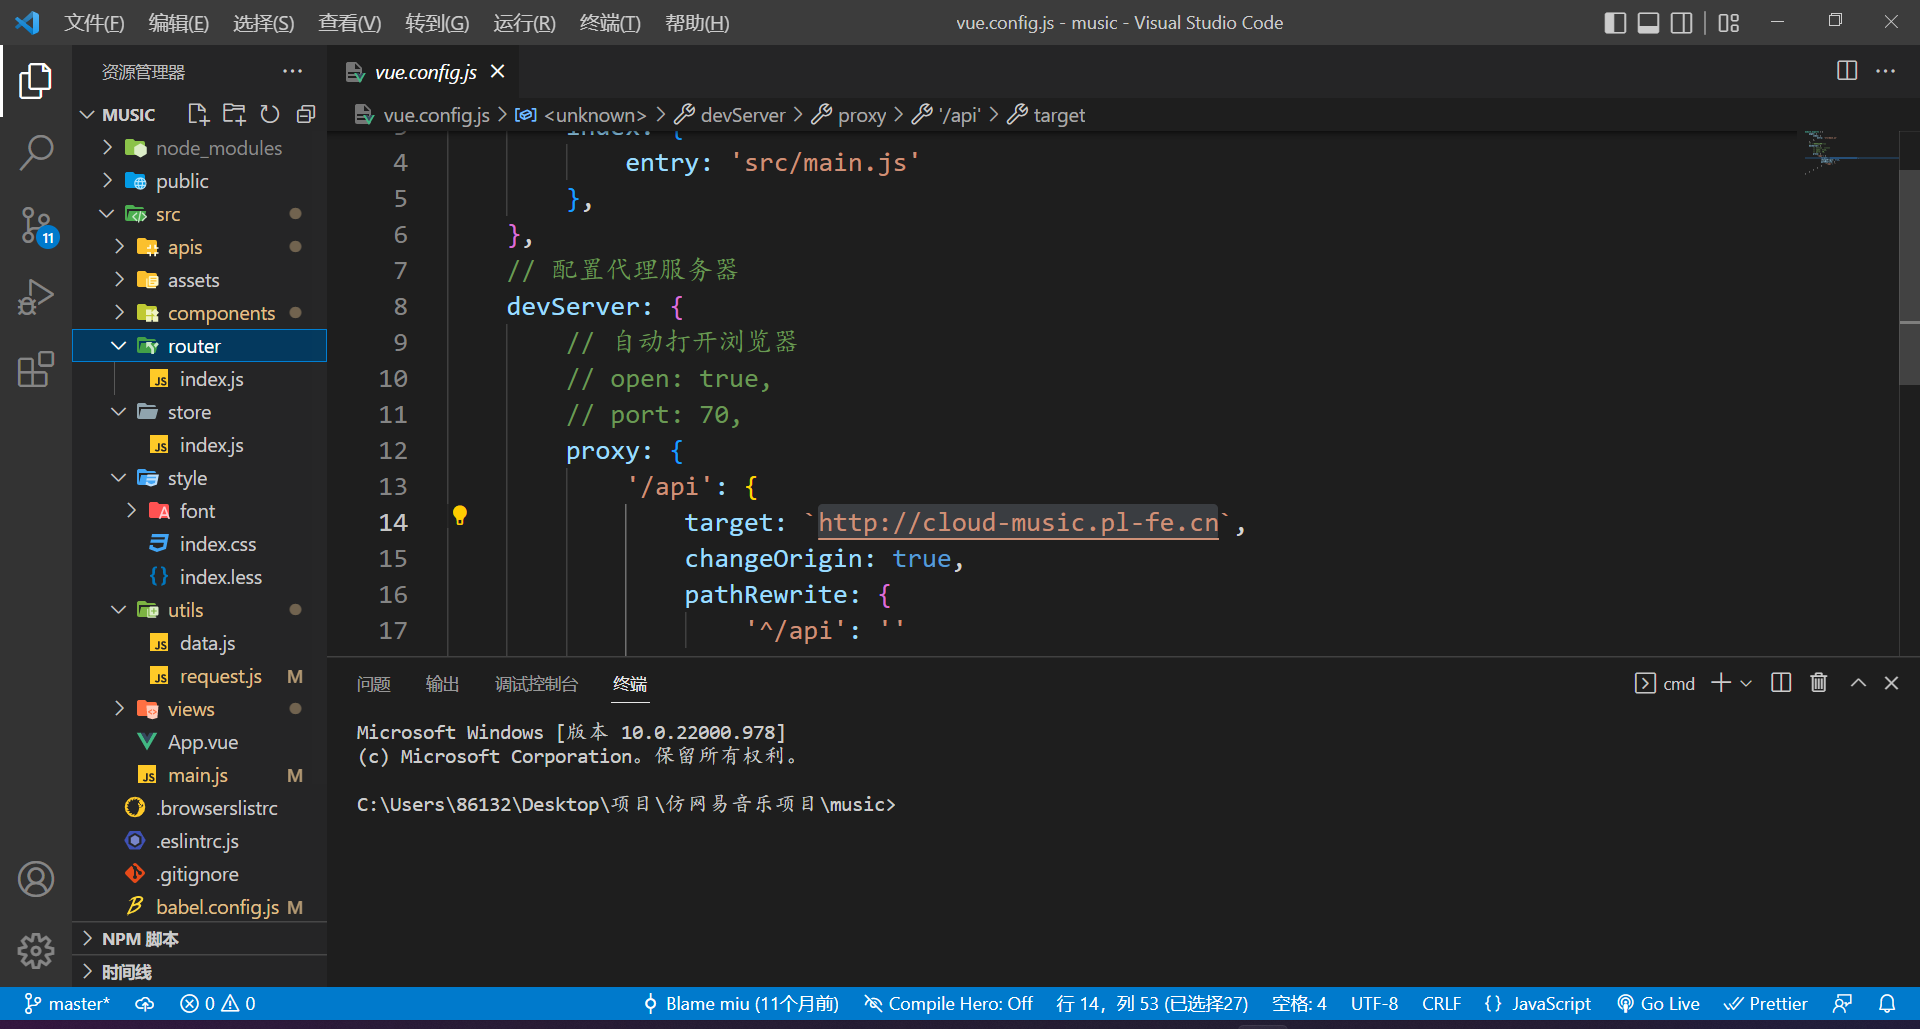 文件(F) 编辑(E) 选择(S) 查看(V) 转到(G) 运行(R) 终端(T) 帮助(H) vue.config.js - music - Visual Studio Code
资源管理器
MUSIC
node_modules
public
src
apis
assets
components
router
index.js
store
index.js
style
font
index.css
index.less
utils
data.js
request.js M
views
App.vue
main.js M
.browserslistrc
.eslintrc.js
.gitignore
babel.config.js M
NPM 脚本
时间线
11
vue.config.js
vue.config.js > <unknown> > devServer > proxy > '/api' > target
3 index: {
4 entry: 'src/main.js'
5 },
6 },
7 // 配置代理服务器
8 devServer: {
9 // 自动打开浏览器
10 // open: true,
11 // port: 70,
12 proxy: {
13 '/api': {
14 target: `http://cloud-music.pl-fe.cn`,
15 changeOrigin: true,
16 pathRewrite: {
17 '^/api': ''
问题 输出 调试控制台 终端 cmd
Microsoft Windows [版本 10.0.22000.978]
(c) Microsoft Corporation。保留所有权利。
C:\Users\86132\Desktop\项目\仿网易音乐项目\music>
master* 0 0 Blame miu (11个月前) Compile Hero: Off 行 14，列 53 (已选择27) 空格: 4 UTF-8 CRLF {} JavaScript Go Live Prettier